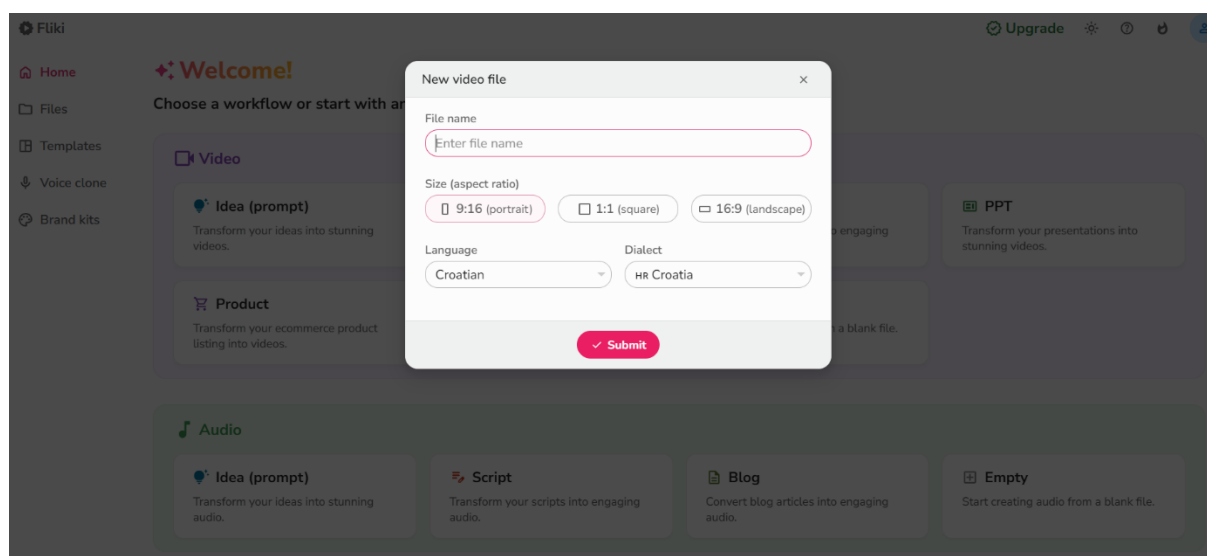 Fliki
Upgrade
Home
Files
Templates
Voice clone
Brand kits
Welcome!
Choose a workflow or start with an
Video
Idea (prompt)
Transform your ideas into stunning
videos.
engaging
PPT
Transform your presentations into
stunning videos.
Product
Transform your ecommerce product
listing into videos.
a blank file.
New video file
File name
Enter file name
Size (aspect ratio)
9:16 (portrait)
1:1 (square)
16:9 (landscape)
Language
Dialect
Croatian
HR Croatia
Submit
Audio
Idea (prompt)
Transform your ideas into stunning
audio.
Script
Transform your scripts into engaging
audio.
Blog
Convert blog articles into engaging
audio.
Empty
Start creating audio from a blank file.